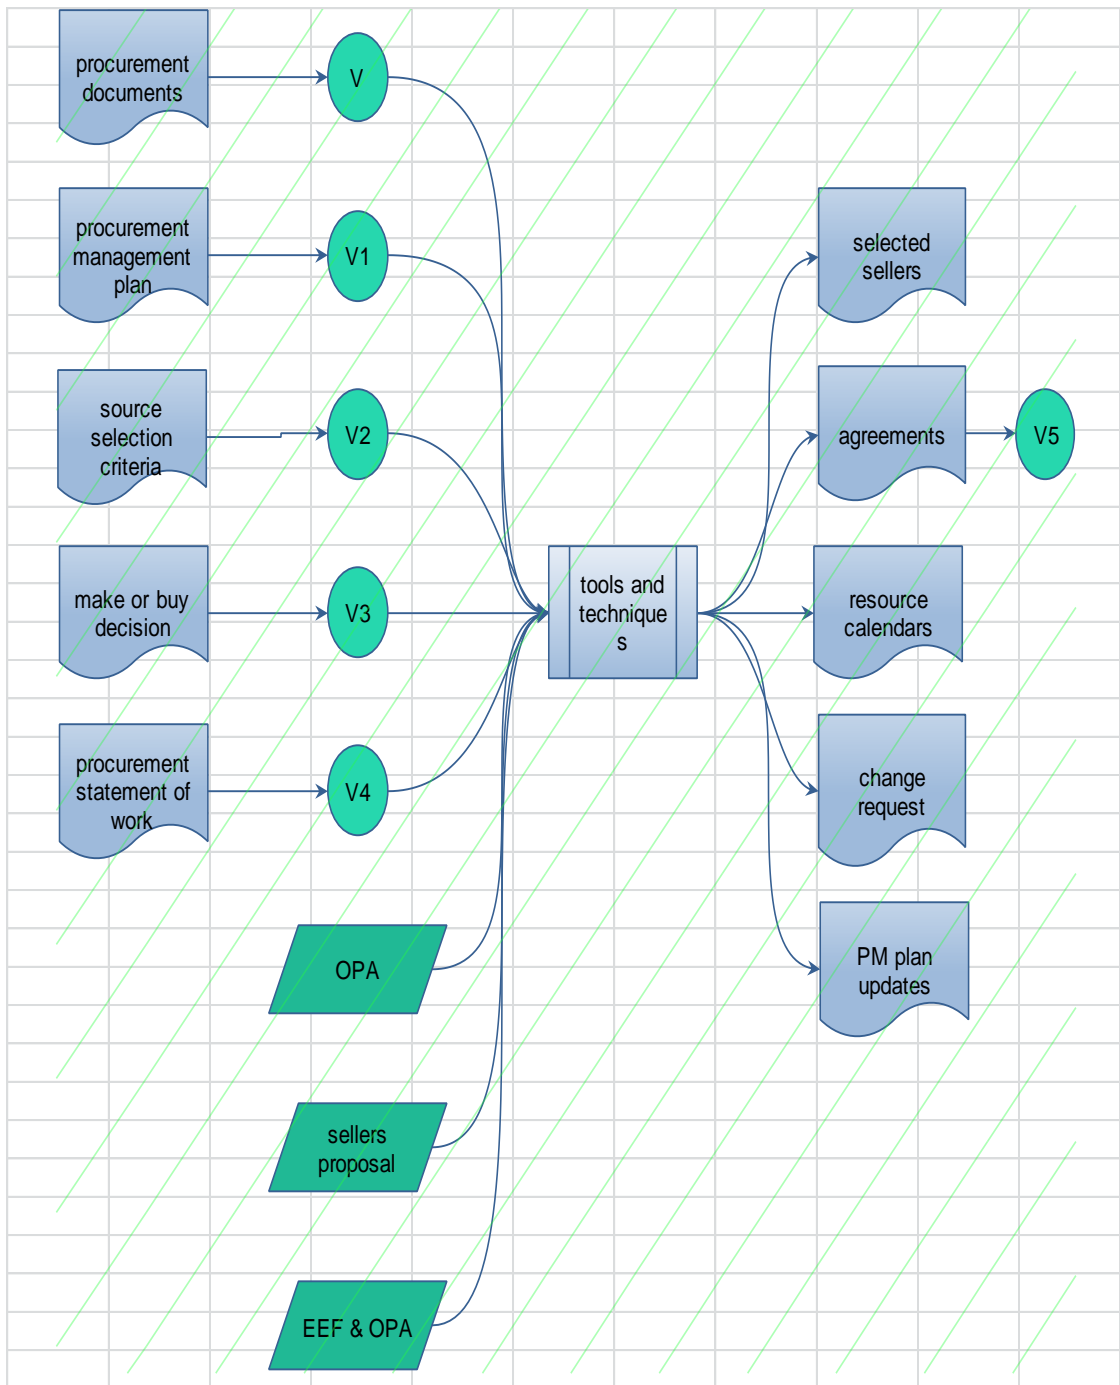 procurement
documents
V
procurement
management
plan
V1
selected
sellers
source
selection
criteria
V2
agreements
V5
make or buy
decision
V3
tools and
technique
s
resource
calendars
procurement
statement of
work
V4
change
request
OPA
PM plan
updates
sellers
proposal
EEF & OPA